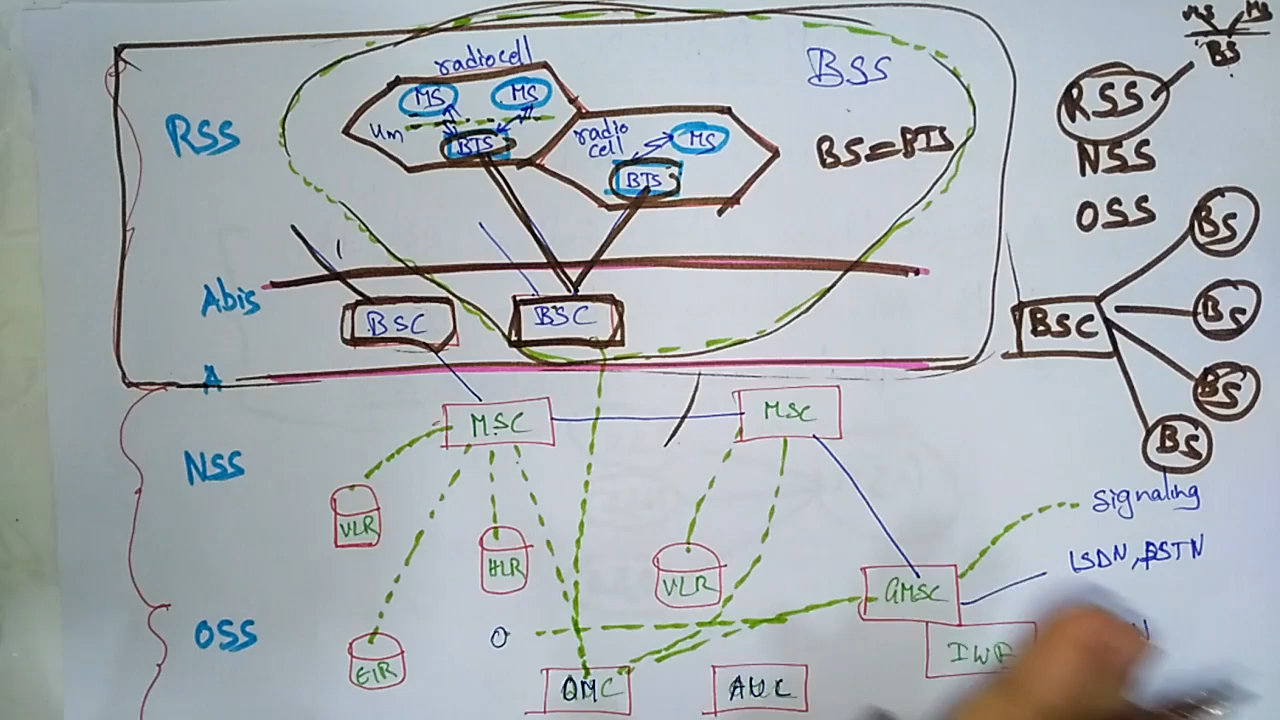 MS MS
BS
radio cell
BSS
MS MS
RSS
RSS
Um
BTS
radio
cell
MS
BS=BTS
NSS
BTS
OSS
BS
Abis
BSC
BSC
BSC
BS
A
BS
MSC
MSC
BS
NSS
signaling
VLR
HLR
VLR
ISDN, PSTN
GMSC
OSS
O
EIR
IWF
OMC
AUC